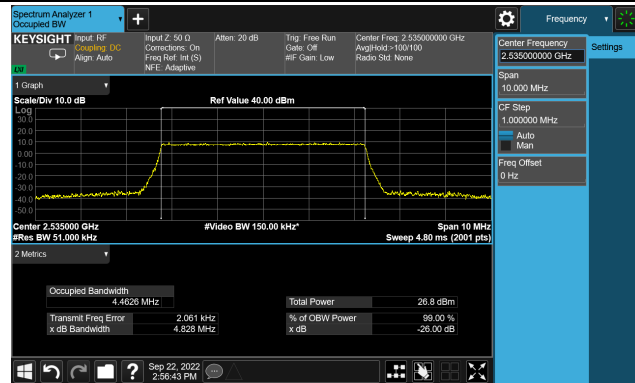 Spectrum Analyzer 1
Occupied BW
+
Frequency
KEYSIGHT
Input: RF
Coupling: DC
Align: Auto
Input Z: 50 Ω
Corrections: On
Freq Ref: Int (S)
NFE: Adaptive
Atten: 20 dB
Trig: Free Run
Gate: Off
#IF Gain: Low
Center Freq: 2.535000000 GHz
Avg|Hold:>100/100
Radio Std: None
LXI
Center Frequency
2.535000000 GHz
Settings
Span
10.000 MHz
CF Step
1.000000 MHz
Auto
Man
Freq Offset
0 Hz
1 Graph
Scale/Div 10.0 dB
Ref Value 40.00 dBm
Log
30.0
20.0
10.0
0.00
-10.0
-20.0
-30.0
-40.0
-50.0
Center 2.535000 GHz
#Video BW 150.00 kHz*
Span 10 MHz
#Res BW 51.000 kHz
Sweep 4.80 ms (2001 pts)
2 Metrics
Occupied Bandwidth
4.4626 MHz
Total Power 26.8 dBm
Transmit Freq Error 2.061 kHz
% of OBW Power 99.00 %
x dB Bandwidth 4.828 MHz
x dB -26.00 dB
?
Sep 22, 2022
2:56:43 PM